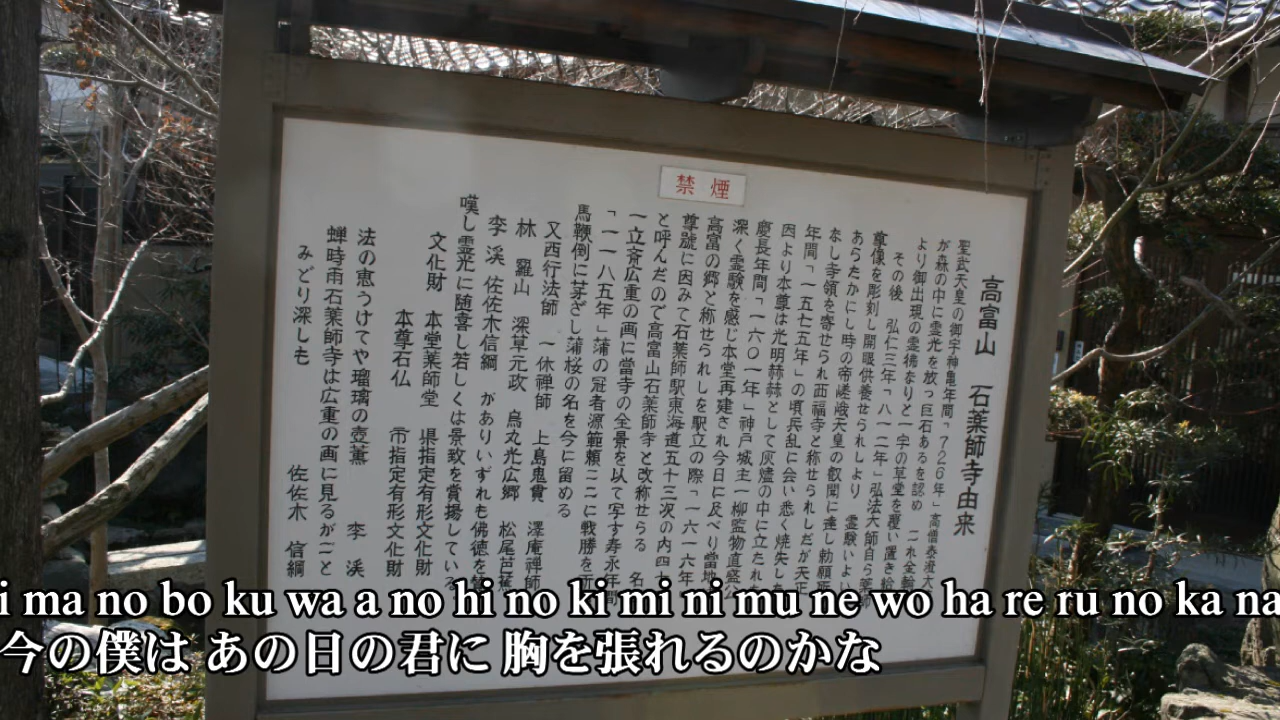 禁煙
高富山 石薬師寺由来
聖武天皇の御宇神亀年間「726年」高僧泰澄大
が森の中に霊光を放つ巨石あるを認め
より御出現の霊彿なりと一宇の草堂を覆い置き給
その後 弘仁三年「八一二年」弘法大師自ら薬師
尊像を彫刻し開眼供養せられしより 霊験いよ
あらたかにし時の帝嵯峨天皇の叡聞に達し勅願
なし寺領を寄せられ西福寺と称せられしだが天正
年間「一五七五年」の頃兵乱に会い悉く焼失し
因より本尊は光明赫赫として灰燼の中に立たれ
慶長年間「一六〇一年」神戸城主一柳監物直盛公
深く霊験を感じ本堂再建され今日に及べり当地
高富の郷と称せられしを駅立の際「一六一六年
尊號に因みて石薬師駅東海道五十三次の内四十
と呼んだので高富山石薬師寺と改称せらる 名
一立斎広重の画に當寺の全景を以て写す寿永年間
「一一八五年」蒲の冠者源範頼ここに戦勝を祈
馬鞭倒に芽ざし蒲桜の名を今に留める
又西行法師 一休禅師 上島鬼貫 澤庵禅師
林 羅山 深草元政 烏丸光広郷 松尾芭蕉
李 渓 佐佐木信綱 がありいずれも佛徳を
嘆し霊光に随喜し若しくは景致を賞揚している
文化財 本堂薬師堂 県指定有形文化財
本尊石仏 市指定有形文化財
法の恵うけてや瑠璃の壺菫 李 渓
蝉時雨石薬師寺は広重の画に見るがごと
みどり深しも 佐佐木 信綱
i ma no bo ku wa a no hi no ki mi ni mu ne wo ha re ru no ka na
今の僕は あの日の君に 胸を張れるのかな